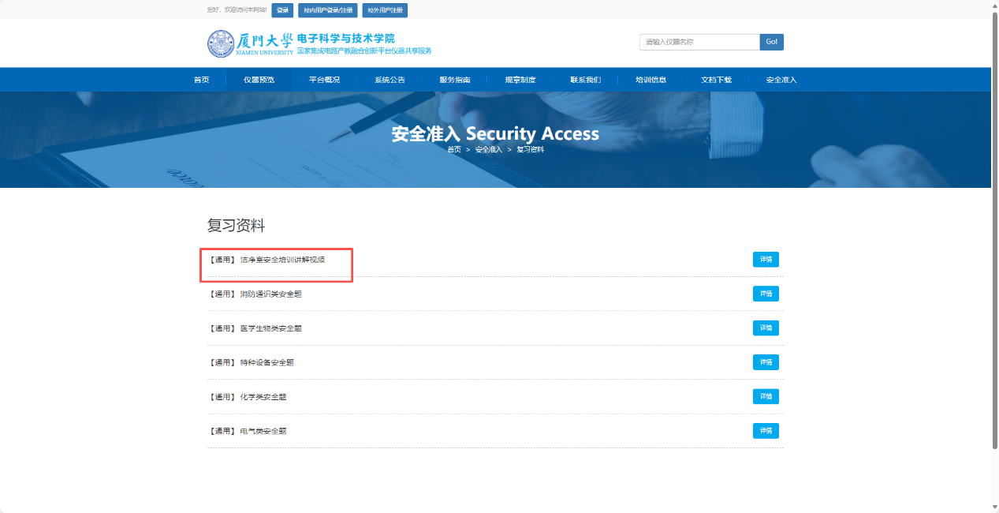 您好，欢迎访问本网站! 登录 校内用户登录/注册 校外用户注册
厦门大学 电子科学与技术学院
XIAMEN UNIVERSITY 国家集成电路产教融合创新平台仪器共享服务
请输入仪器名称 Go!
首页 仪器预览 平台概况 系统公告 服务指南 规章制度 联系我们 培训信息 文档下载 安全准入
安全准入 Security Access
首页 > 安全准入 > 复习资料
复习资料
【通用】 洁净室安全培训讲解视频 详情
【通用】 消防通识类安全题 详情
【通用】 医学生物类安全题 详情
【通用】 特种设备安全题 详情
【通用】 化学类安全题 详情
【通用】 电气类安全题 详情